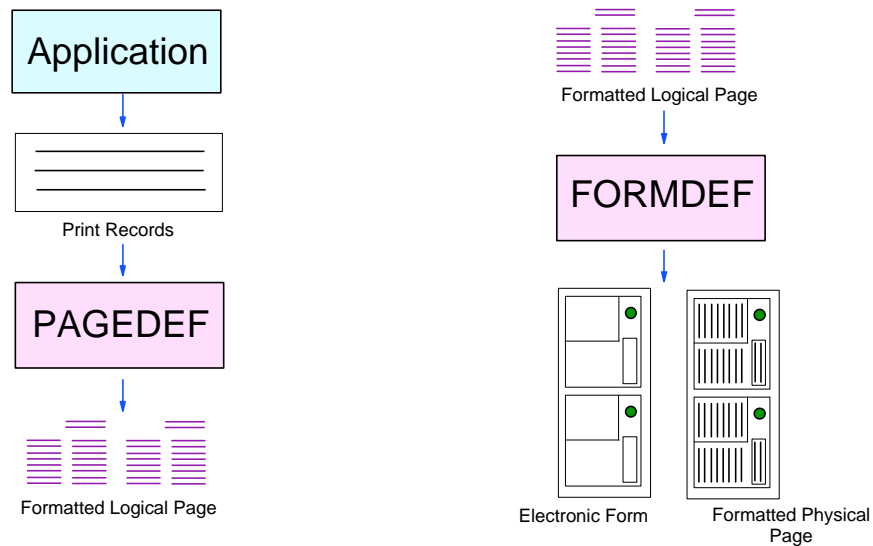 Application
Print Records
PAGEDEF
Formatted Logical Page
Formatted Logical Page
FORMDEF
Electronic Form
Formatted Physical
Page